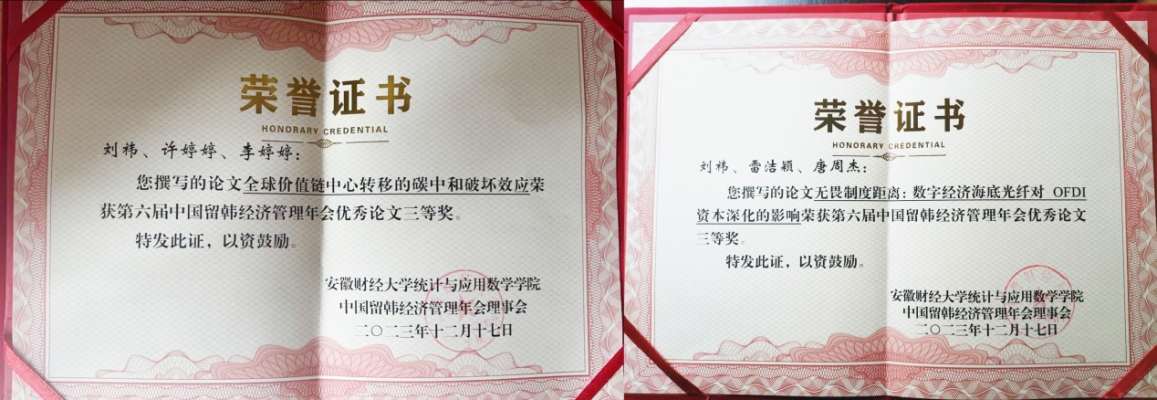 荣誉证书
HONORARY CREDENTIAL
刘祎、许婷婷、李婷婷：
您撰写的论文全球价值链中心转移的碳中和破坏效应荣
获第六届中国留韩经济管理年会优秀论文三等奖。
特发此证，以资鼓励。
安徽财经大学统计与应用数学学院
中国留韩经济管理年会理事会
二〇二三年十二月十七日
荣誉证书
HONORARY CREDENTIAL
刘祎、雷洁颖、唐周杰：
您撰写的论文无畏制度距离：数字经济海底光纤对 OFDI
资本深化的影响荣获第六届中国留韩经济管理年会优秀论文
三等奖。
特发此证，以资鼓励。
安徽财经大学统计与应用数学学院
中国留韩经济管理年会理事会
二〇二三年十二月十七日